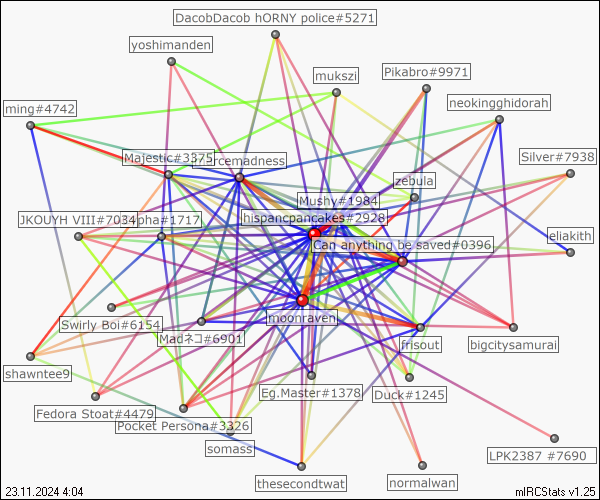 DacobDacob hORNY police#5271
yoshimanden
mukszi
Pikabro#9971
neokingghidorah
ming#4742
Majestic#3375
rcemadness
Silver#7938
zebula
Mushy#1984
JKOUYH VIII#7034
pha#1717
hispancpancakes#2928
Can anything be saved#0396
eliakith
moonraven
Swirly Boi#6154
Madネコ#6901
frisout
bigcitysamurai
shawntee9
Eg.Master#1378
Duck#1245
Fedora Stoat#4479
Pocket Persona#3326
somass
LPK2387 #7690
thesecondtwat
normalwan
23.11.2024 4:04
mIRCStats v1.25